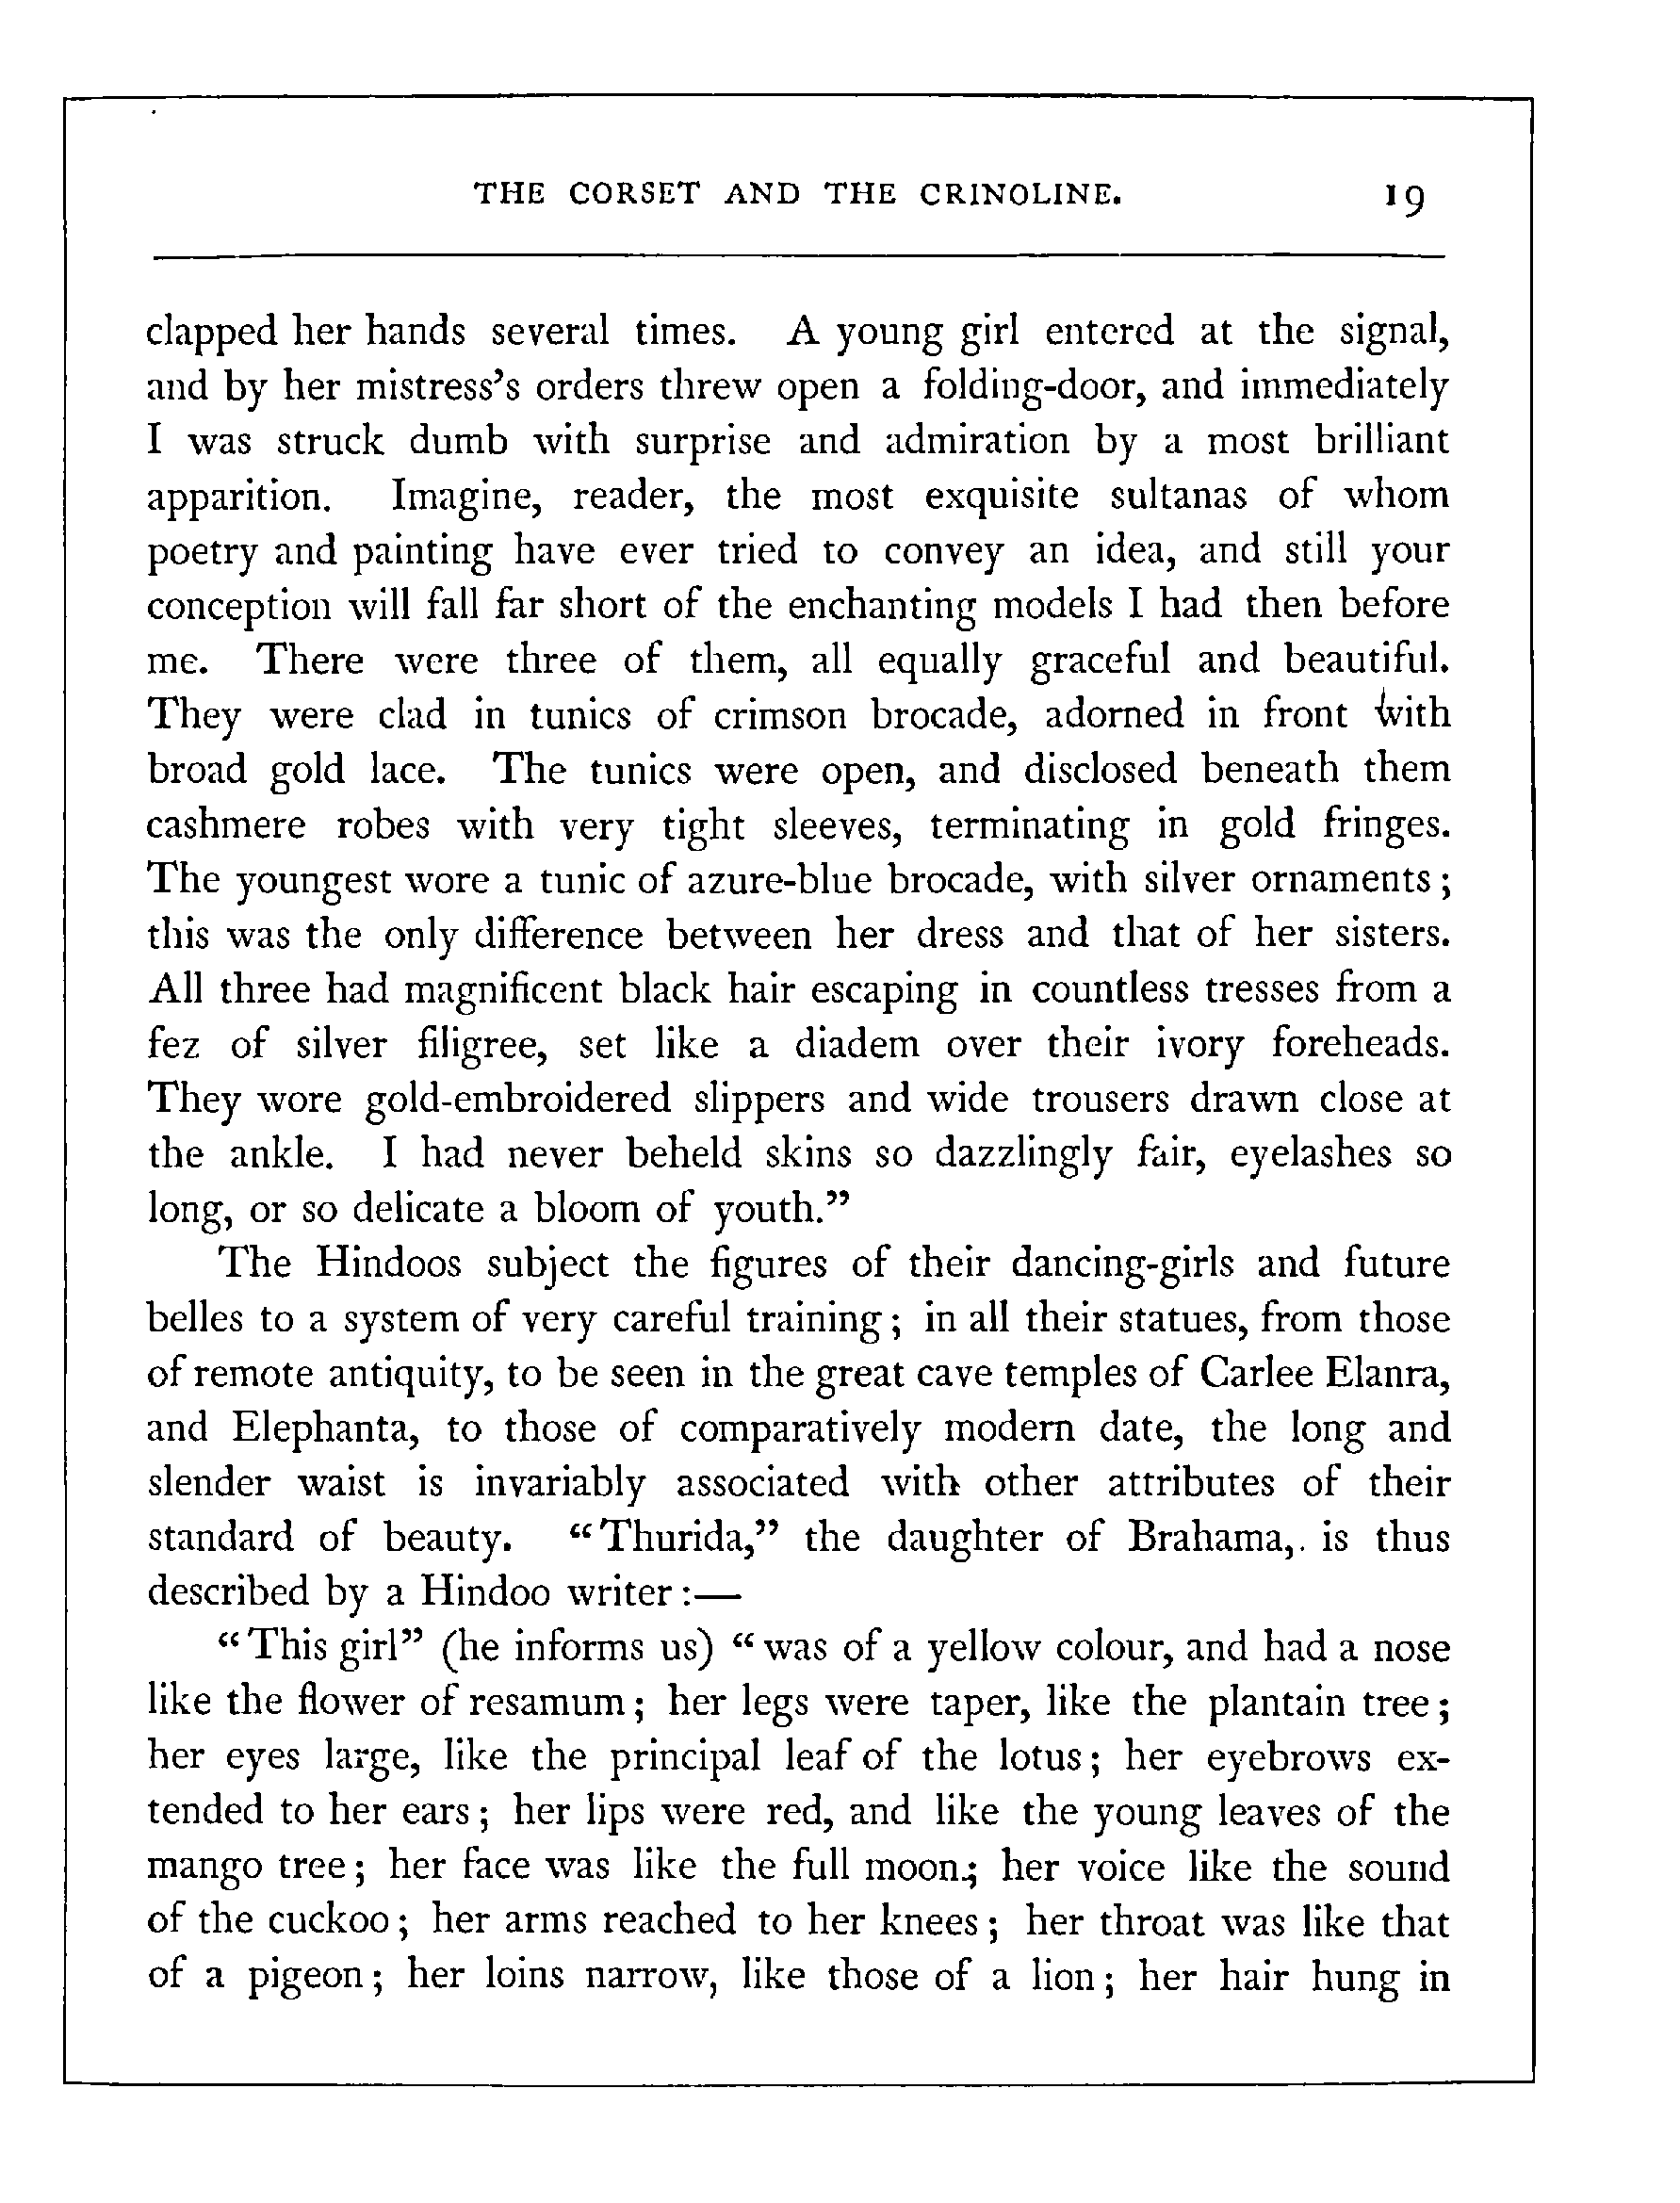 THE CORSET AND THE CRINOLINE. 19
clapped her hands several times. A young girl entered at the signal,
and by her mistress's orders threw open a folding-door, and immediately
I was struck dumb with surprise and admiration by a most brilliant
apparition. Imagine, reader, the most exquisite sultanas of whom
poetry and painting have ever tried to convey an idea, and still your
conception will fall far short of the enchanting models I had then before
me. There were three of them, all equally graceful and beautiful.
They were clad in tunics of crimson brocade, adorned in front with
broad gold lace. The tunics were open, and disclosed beneath them
cashmere robes with very tight sleeves, terminating in gold fringes.
The youngest wore a tunic of azure-blue brocade, with silver ornaments;
this was the only difference between her dress and that of her sisters.
All three had magnificent black hair escaping in countless tresses from a
fez of silver filigree, set like a diadem over their ivory foreheads.
They wore gold-embroidered slippers and wide trousers drawn close at
the ankle. I had never beheld skins so dazzlingly fair, eyelashes so
long, or so delicate a bloom of youth."
The Hindoos subject the figures of their dancing-girls and future
belles to a system of very careful training; in all their statues, from those
of remote antiquity, to be seen in the great cave temples of Carlee Elanra,
and Elephanta, to those of comparatively modern date, the long and
slender waist is invariably associated with other attributes of their
standard of beauty. "Thurida," the daughter of Brahama,. is thus
described by a Hindoo writer:—
"This girl" (he informs us) "was of a yellow colour, and had a nose
like the flower of resamum; her legs were taper, like the plantain tree;
her eyes large, like the principal leaf of the lotus; her eyebrows ex-
tended to her ears; her lips were red, and like the young leaves of the
mango tree; her face was like the full moon; her voice like the sound
of the cuckoo; her arms reached to her knees; her throat was like that
of a pigeon; her loins narrow, like those of a lion; her hair hung in